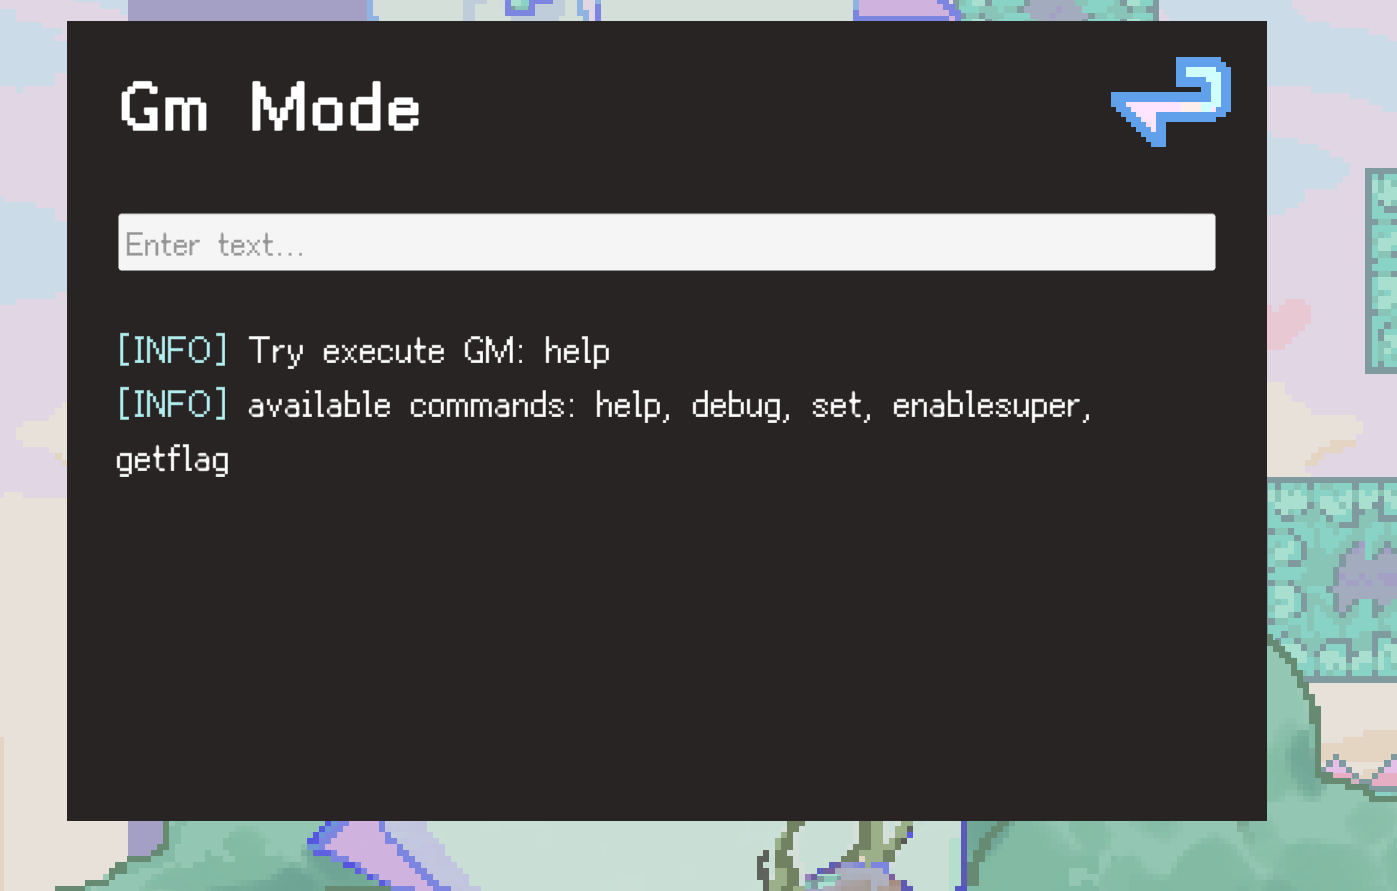 Gm Mode
Enter text...
[INFO] Try execute GM: help
[INFO] available commands: help, debug, set, enablesuper,
getflag